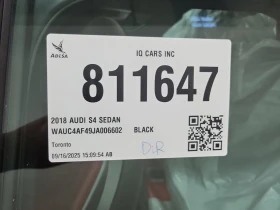 IQ CARS INC
ADESA
811647
2018 AUDI S4 SEDAN
WAUC4AF49JA006602 BLACK
Toronto
09/16/2025 15:09:54 AB
D:R